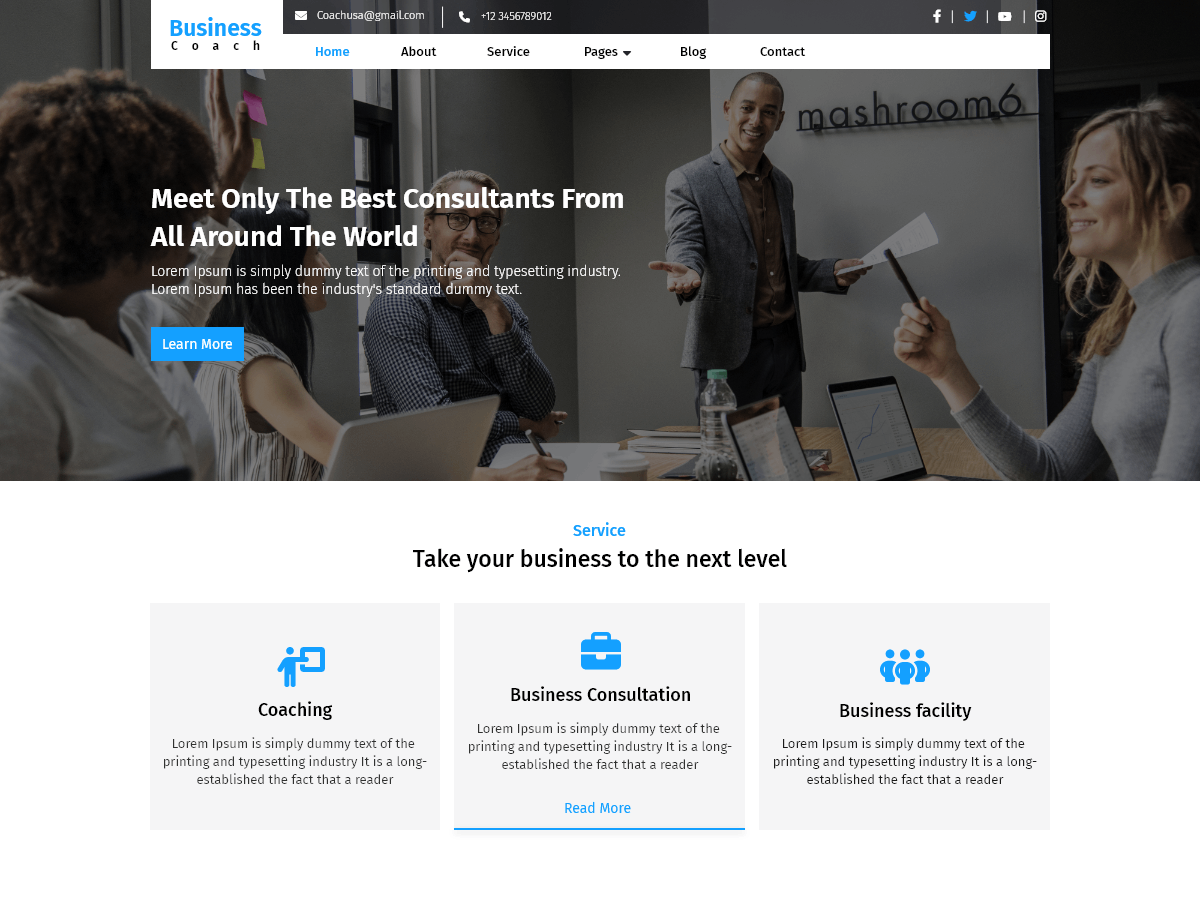 Business
Coach
Coachusa@gmail.com
+12 3456789012
Home About Service Pages Blog Contact
mashroom6
Meet Only The Best Consultants From
All Around The World
Lorem Ipsum is simply dummy text of the printing and typesetting industry.
Lorem Ipsum has been the industry's standard dummy text.
Learn More
Service
Take your business to the next level
Coaching
Lorem Ipsum is simply dummy text of the
printing and typesetting industry It is a long-
established the fact that a reader
Business Consultation
Lorem Ipsum is simply dummy text of the
printing and typesetting industry It is a long-
established the fact that a reader
Read More
Business facility
Lorem Ipsum is simply dummy text of the
printing and typesetting industry It is a long-
established the fact that a reader